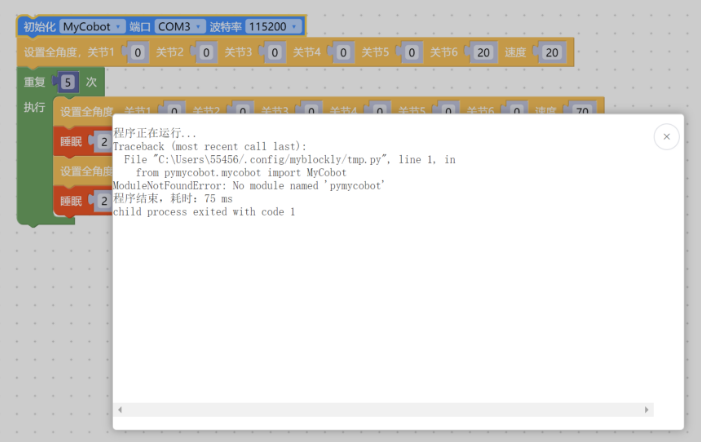 初始化 MyCobot 端口 COM3 波特率 115200
设置全角度，关节1 0 关节2 0 关节3 0 关节4 0 关节5 0 关节6 20 速度 20
重复 5 次
执行
设置全角度 关节1 0 关节2 0 关节3 0 关节4 0 关节5 0 关节6 0 速度 70
睡眠 2
设置全角度
睡眠 2
程序正在运行...
Traceback (most recent call last):
File "C:\Users\55456/.config/myblockly/tmp.py", line 1, in
from pymycobot.mycobot import MyCobot
ModuleNotFoundError: No module named 'pymycobot'
程序结束，耗时：75 ms
child process exited with code 1